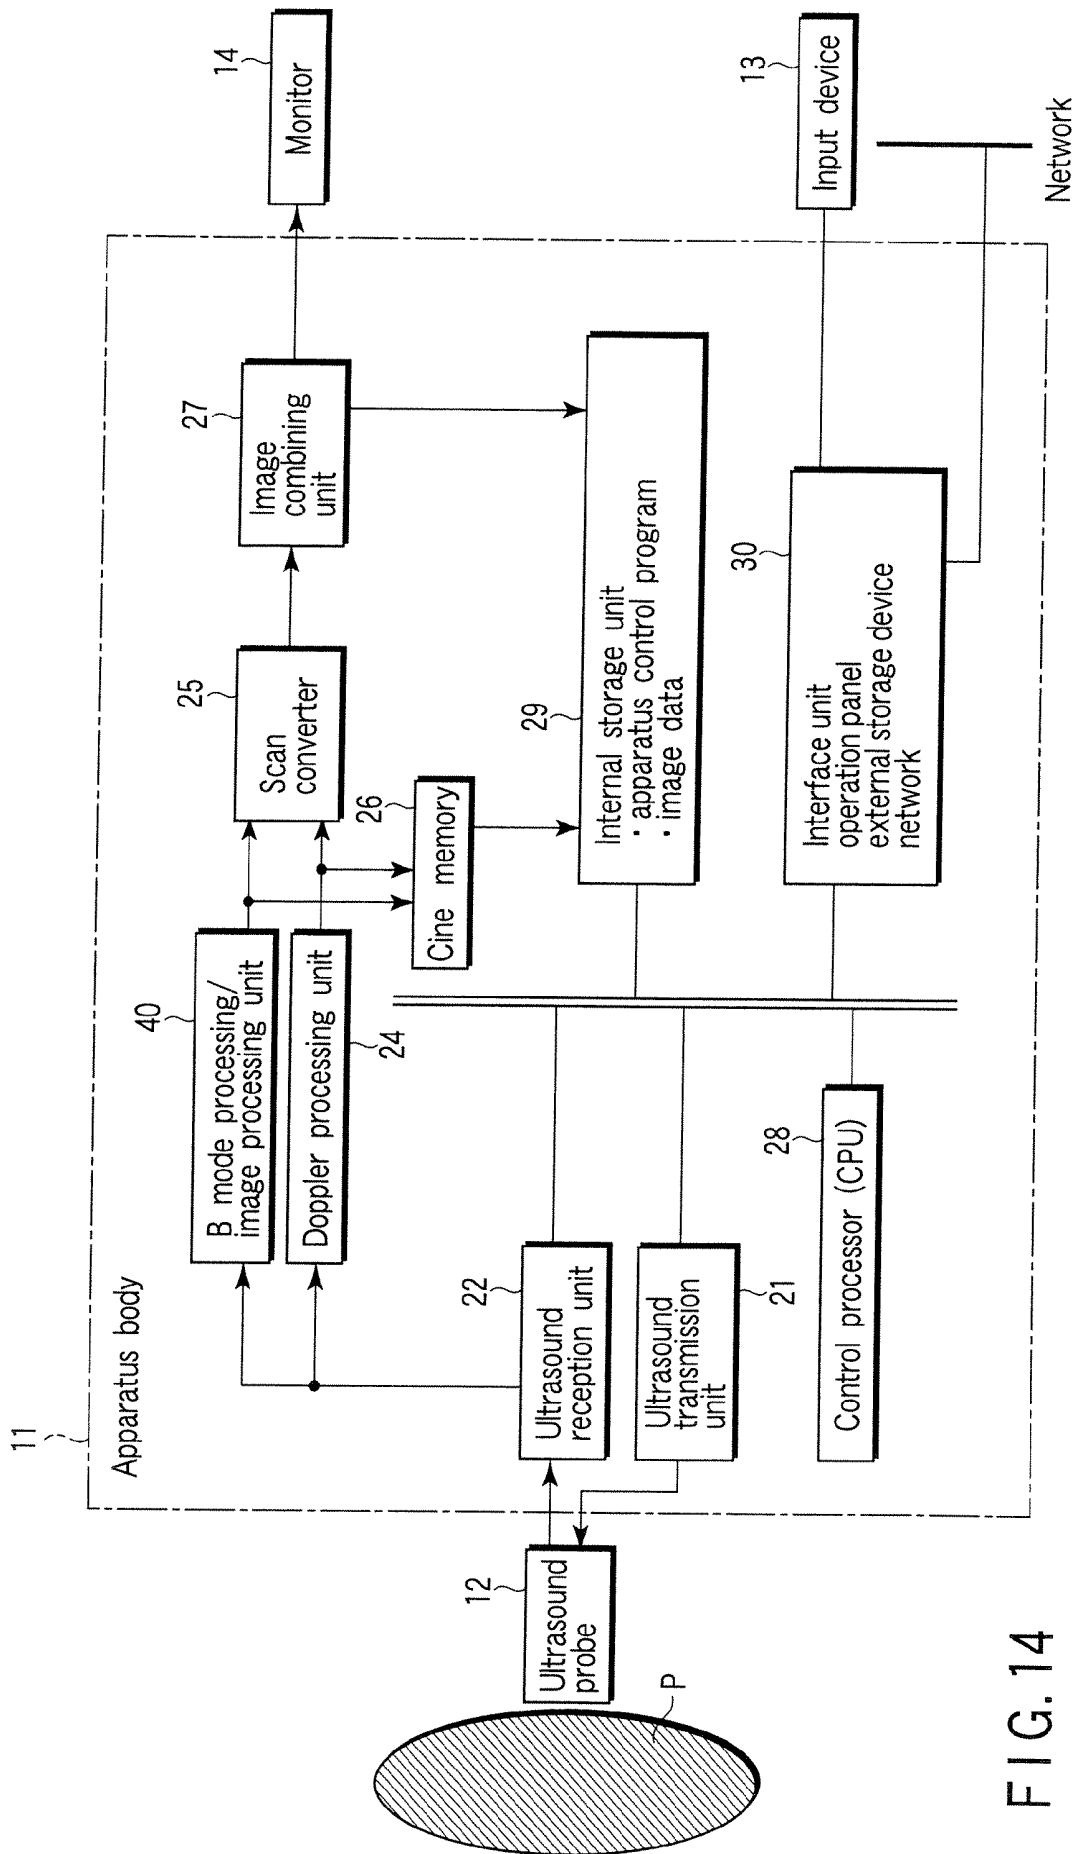 11
Apparatus body
40
B mode processing/
image processing unit
Doppler processing unit
24
25
Scan
converter
27
Image
combining
unit
14
Monitor
26
Cine memory
12
Ultrasound
probe
P
22
Ultrasound
reception unit
Ultrasound
transmission
unit
21
29
Internal storage unit
: apparatus control program
· image data
28
Control processor (CPU)
30
Interface unit
operation panel
external storage device
network
13
Input device
Network
FIG. 14